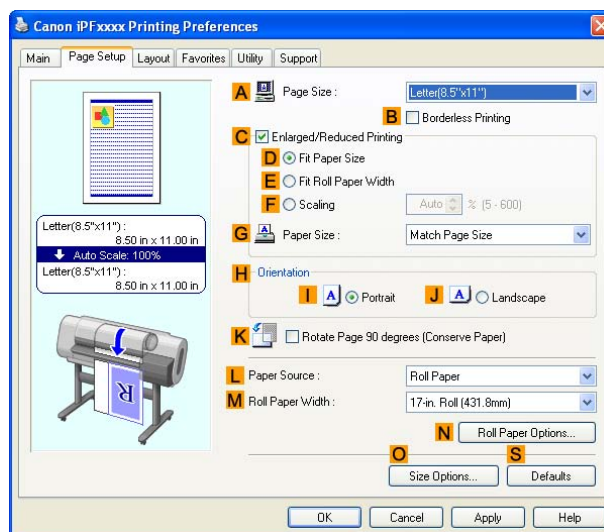 Canon iPFxxxx Printing Preferences
Main Page Setup Layout Favorites Utility Support
A Page Size : Letter(8.5"x11")
B Borderless Printing
C Enlarged/Reduced Printing
D Fit Paper Size
E Fit Roll Paper Width
F Scaling Auto % (5 - 600)
G Paper Size : Match Page Size
Letter(8.5"x11") :
8.50 in x 11.00 in
Auto Scale: 100%
Letter(8.5"x11") :
8.50 in x 11.00 in
H Orientation
I A Portrait J A Landscape
K Rotate Page 90 degrees (Conserve Paper)
R
L Paper Source : Roll Paper
M Roll Paper Width : 17-in. Roll (431.8mm)
N Roll Paper Options...
O S
Size Options... Defaults
OK Cancel Apply Help